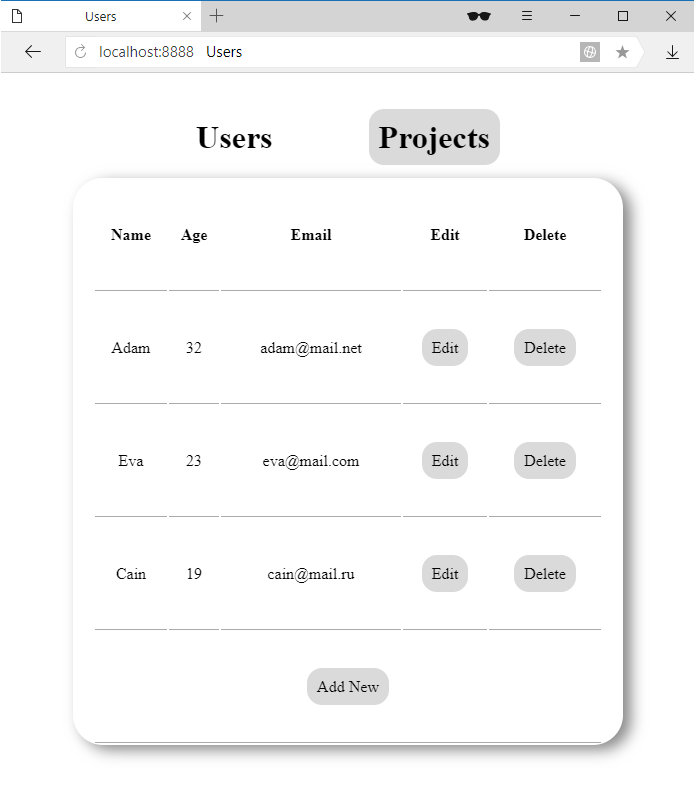 Users
localhost:8888 Users
Users Projects
Name Age Email Edit Delete
Adam 32 adam@mail.net Edit Delete
Eva 23 eva@mail.com Edit Delete
Cain 19 cain@mail.ru Edit Delete
Add New